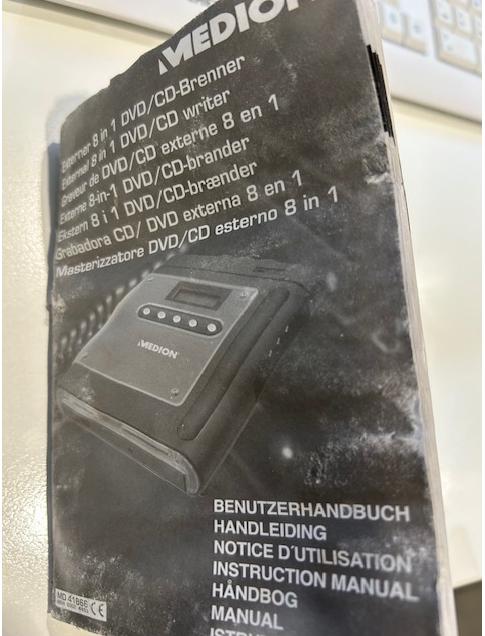 MEDION
Externer 8 in 1 DVD/CD-Brenner
External 8 in 1 DVD/CD writer
Graveur de DVD/CD externe 8 en 1
Externe 8-in-1 DVD/CD-brander
Ekstern 8 i 1 DVD/CD-brænder
Grabadora CD/ DVD externa 8 en 1
Masterizzatore DVD/CD esterno 8 in 1
MEDION
BENUTZERHANDBUCH
HANDLEIDING
NOTICE D'UTILISATION
INSTRUCTION MANUAL
HÅNDBOG
MANUAL
MD 41866 CE